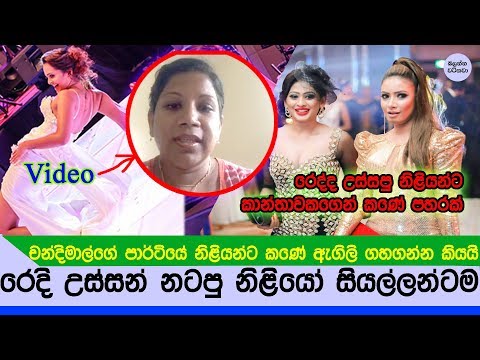 සියල්ල
Video
රෙද්ද උස්සපු නිළියන්ට
කාන්තාවකගෙන් කණේ පහරක්
චන්දිමාල්ගේ පාර්ටියේ නිළියන්ට කණේ ඇඟිලි ගහගන්න කියයි
රෙදි උස්සන් නටපු නිළියෝ සියල්ලන්ටම